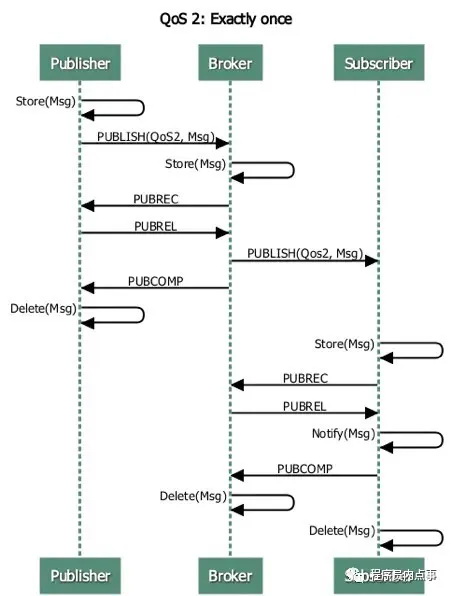 QoS 2: Exactly once
Publisher
Broker
Subscriber
Store(Msg)
PUBLISH(QoS2, Msg)
Store(Msg)
PUBREC
PUBREL
PUBLISH(Qos2, Msg)
PUBCOMP
Delete(Msg)
Store(Msg)
PUBREC
PUBREL
Notify(Msg)
PUBCOMP
Delete(Msg)
Delete(Msg)
Publisher
Broker
程序员内点事